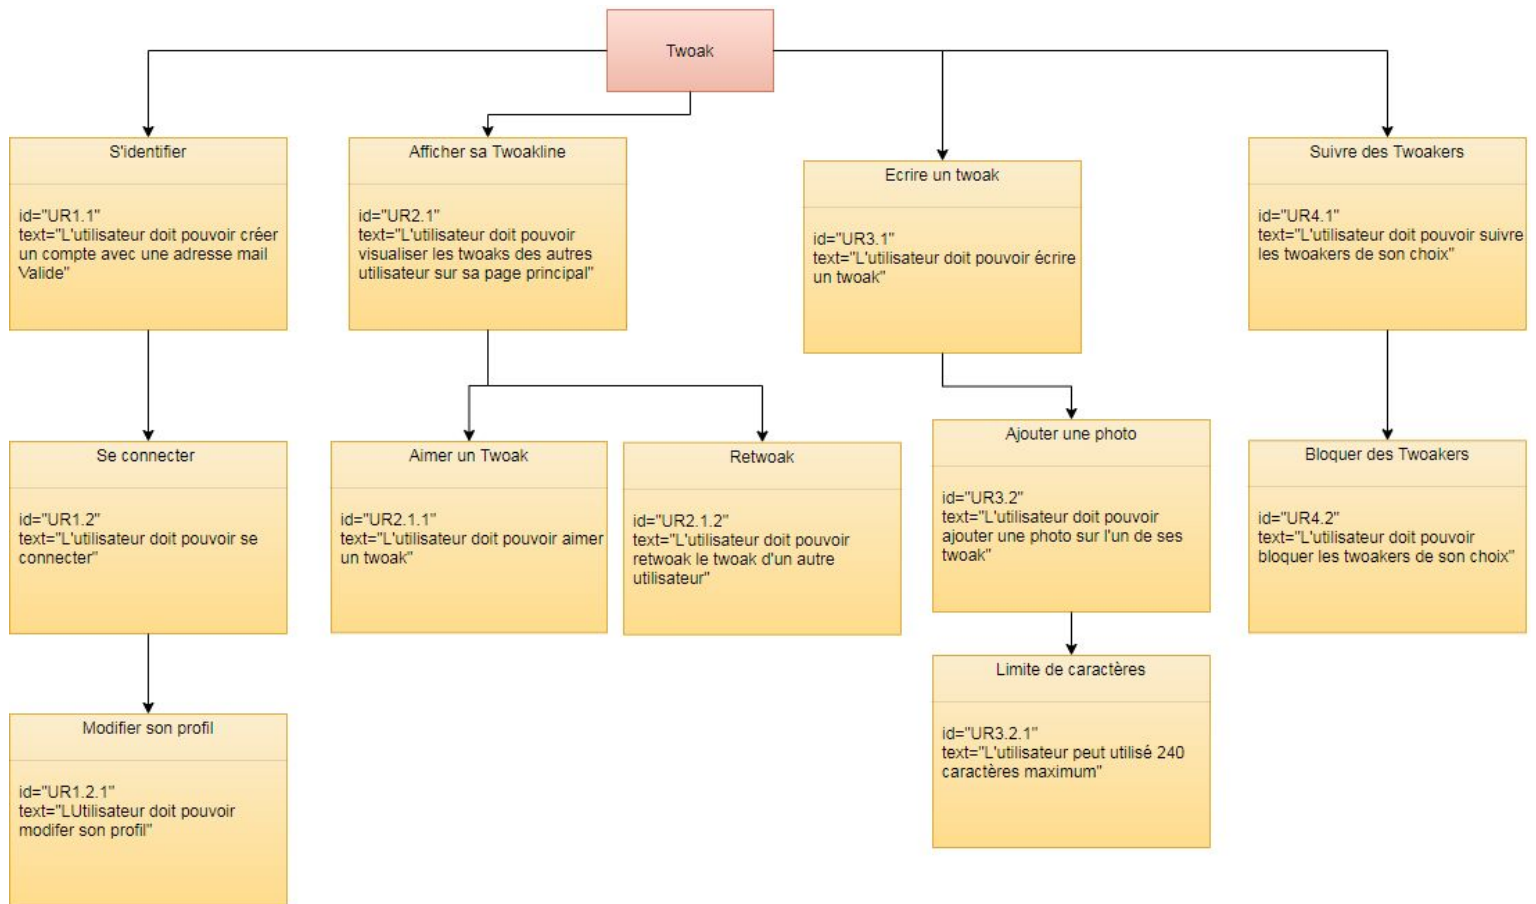 Twoak
S'identifier
id="UR1.1"
text="L'utilisateur doit pouvoir créer
un compte avec une adresse mail
Valide"
Afficher sa Twoakline
id="UR2.1"
text="L'utilisateur doit pouvoir
visualiser les twoaks des autres
utilisateur sur sa page principal"
Ecrire un twoak
id="UR3.1"
text="L'utilisateur doit pouvoir écrire
un twoak"
Suivre des Twoakers
id="UR4.1"
text="L'utilisateur doit pouvoir suivre
les twoakers de son choix"
Se connecter
id="UR1.2"
text="L'utilisateur doit pouvoir se
connecter"
Aimer un Twoak
id="UR2.1.1"
text="L'utilisateur doit pouvoir aimer
un twoak"
Retwoak
id="UR2.1.2"
text="L'utilisateur doit pouvoir
retwoak le twoak d'un autre
utilisateur"
Ajouter une photo
id="UR3.2"
text="L'utilisateur doit pouvoir
ajouter une photo sur l'un de ses
twoak"
Bloquer des Twoakers
id="UR4.2"
text="L'utilisateur doit pouvoir
bloquer les twoakers de son choix"
Limite de caractères
id="UR3.2.1"
text="L'utilisateur peut utilisé 240
caractères maximum"
Modifier son profil
id="UR1.2.1"
text="LUtilisateur doit pouvoir
modifer son profil"